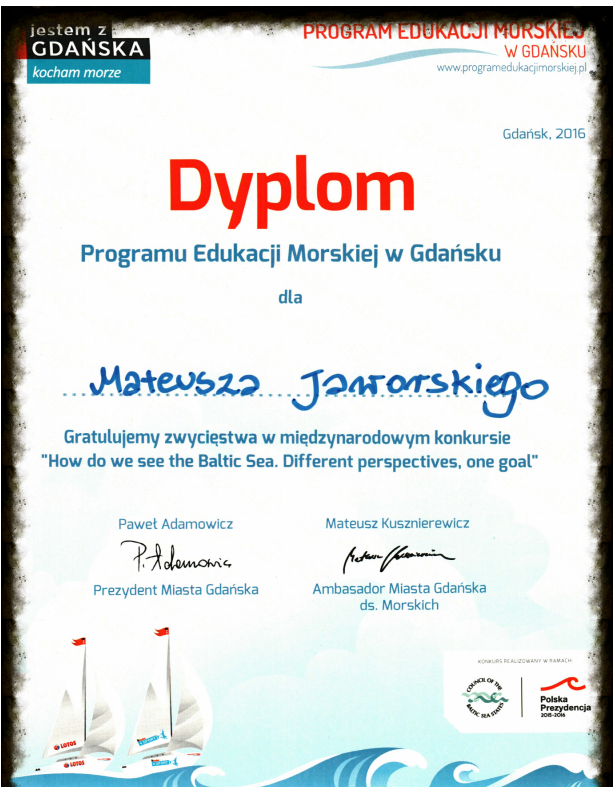 jestem z
GDAŃSKA
kocham morze
PROGRAM EDUKACJI MORSKIEJ
W GDAŃSKU
www.programedukacjimorskiej.pl
Gdańsk, 2016
Dyplom
Programu Edukacji Morskiej w Gdańsku
dla
Mateusza Jaworskiego
Gratulujemy zwycięstwa w międzynarodowym konkursie
"How do we see the Baltic Sea. Different perspectives, one goal"
Paweł Adamowicz
P. Adamowicz
Prezydent Miasta Gdańska
Mateusz Kusznierewicz
Ambasador Miasta Gdańska
ds. Morskich
KONKURS REALIZOWANY W RAMACH:
COUNCIL OF THE
BALTIC SEA STATES
Polska
Prezydencja
2015-2016
LOTOS
LOTOS